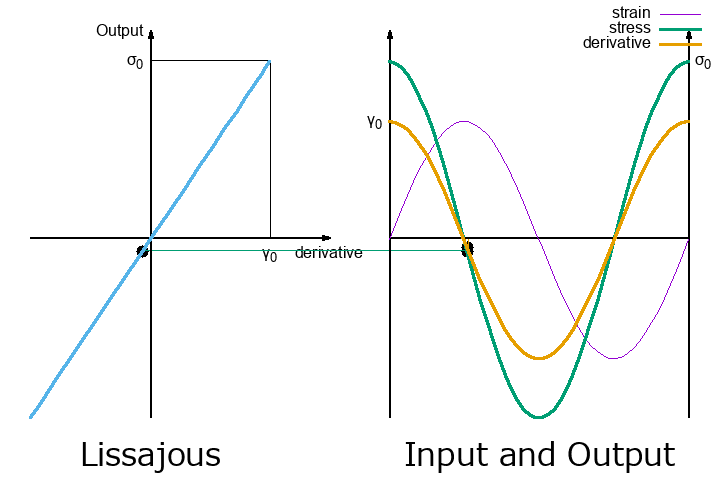 Output
σ0
γ0
derivative
Lissajous
strain
stress
derivative
σ0
γ0
Input and Output